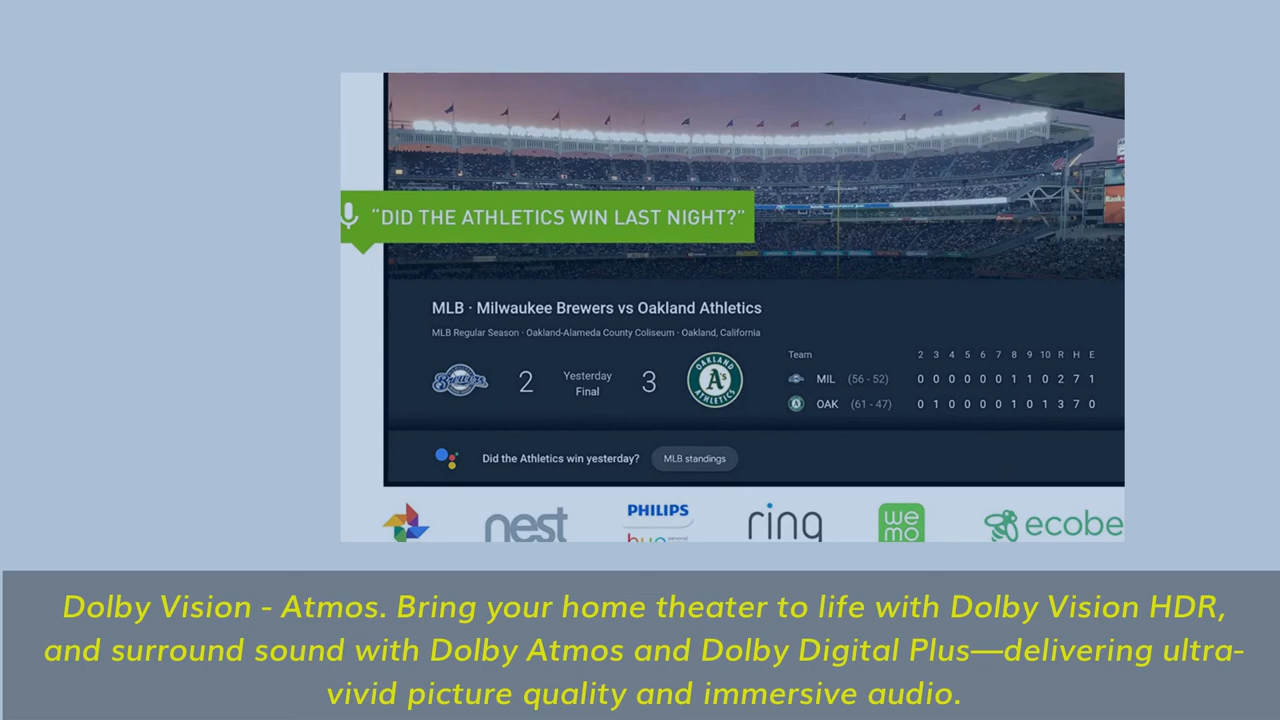 "DID THE ATHLETICS WIN LAST NIGHT?"
MLB · Milwaukee Brewers vs Oakland Athletics
MLB Regular Season · Oakland-Alameda County Coliseum · Oakland, California
Brewers 2 Yesterday Final 3 OAKLAND A's ATHLETICS
Team 2 3 4 5 6 7 8 9 10 R H E
MIL (56 - 52) 0 0 0 0 0 0 1 1 0 2 7 1
OAK (61 - 47) 0 1 0 0 0 0 1 0 1 3 7 0
Did the Athletics win yesterday? MLB standings
nest PHILIPS hue personal ring we mo ecobe
Dolby Vision - Atmos. Bring your home theater to life with Dolby Vision HDR,
and surround sound with Dolby Atmos and Dolby Digital Plus—delivering ultra-
vivid picture quality and immersive audio.